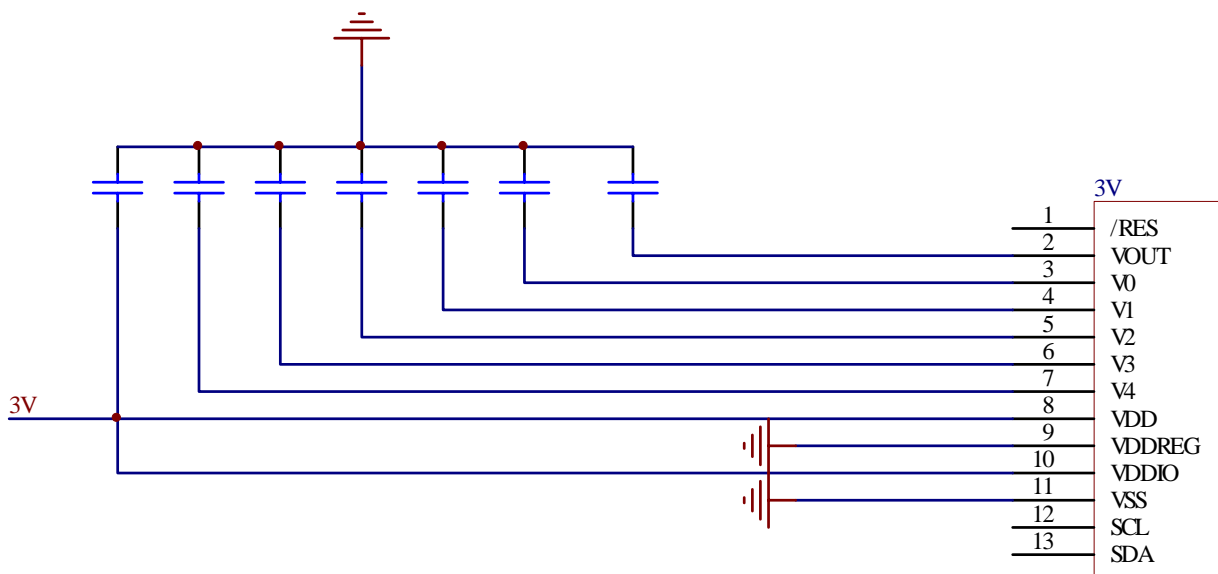 3V
1 /RES
2 VOUT
3 V0
4 V1
5 V2
6 V3
7 V4
3V
8 VDD
9 VDDREG
10 VDDIO
11 VSS
12 SCL
13 SDA